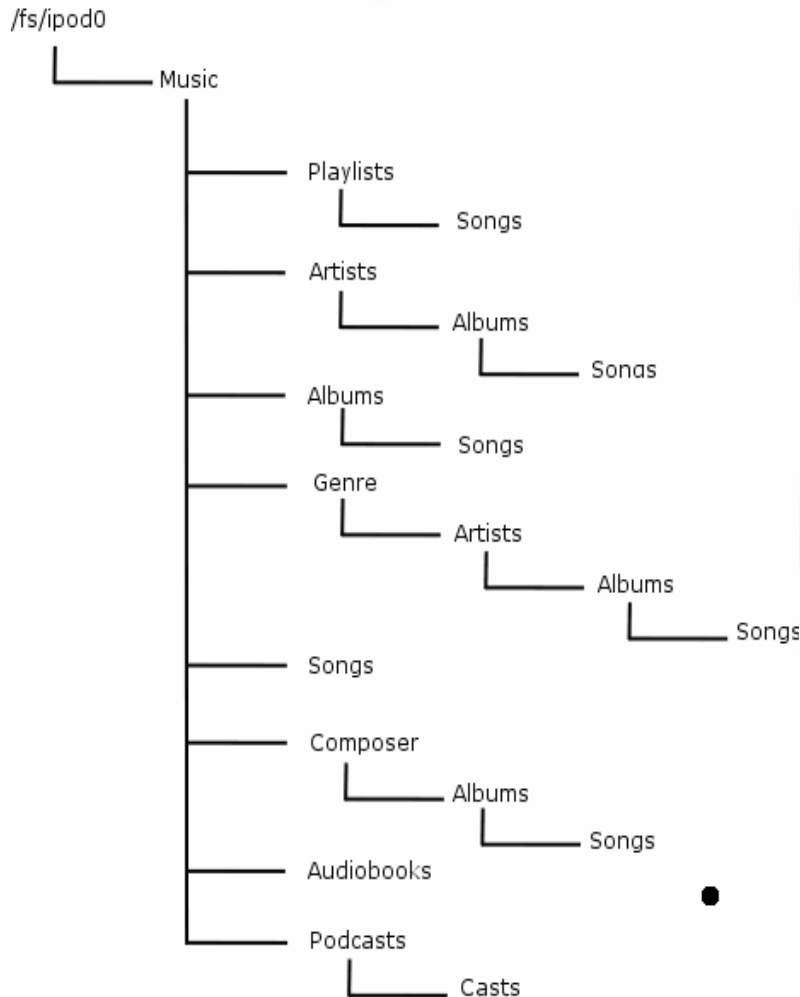 /fs/ipod0
Music
Playlists
Songs
Artists
Albums
Songs
Albums
Songs
Genre
Artists
Albums
Songs
Songs
Composer
Albums
Songs
Audiobooks
Podcasts
Casts